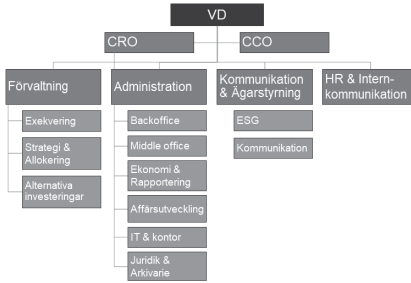 VD
CRO
CCO
Förvaltning
Exekvering
Strategi &
Allokering
Alternativa
investeringar
Administration
Backoffice
Middle office
Ekonomi &
Rapportering
Affärsutveckling
IT & kontor
Juridik &
Arkivarie
Kommunikation
& Ägarstyrning
ESG
Kommunikation
HR & Intern-
kommunikation